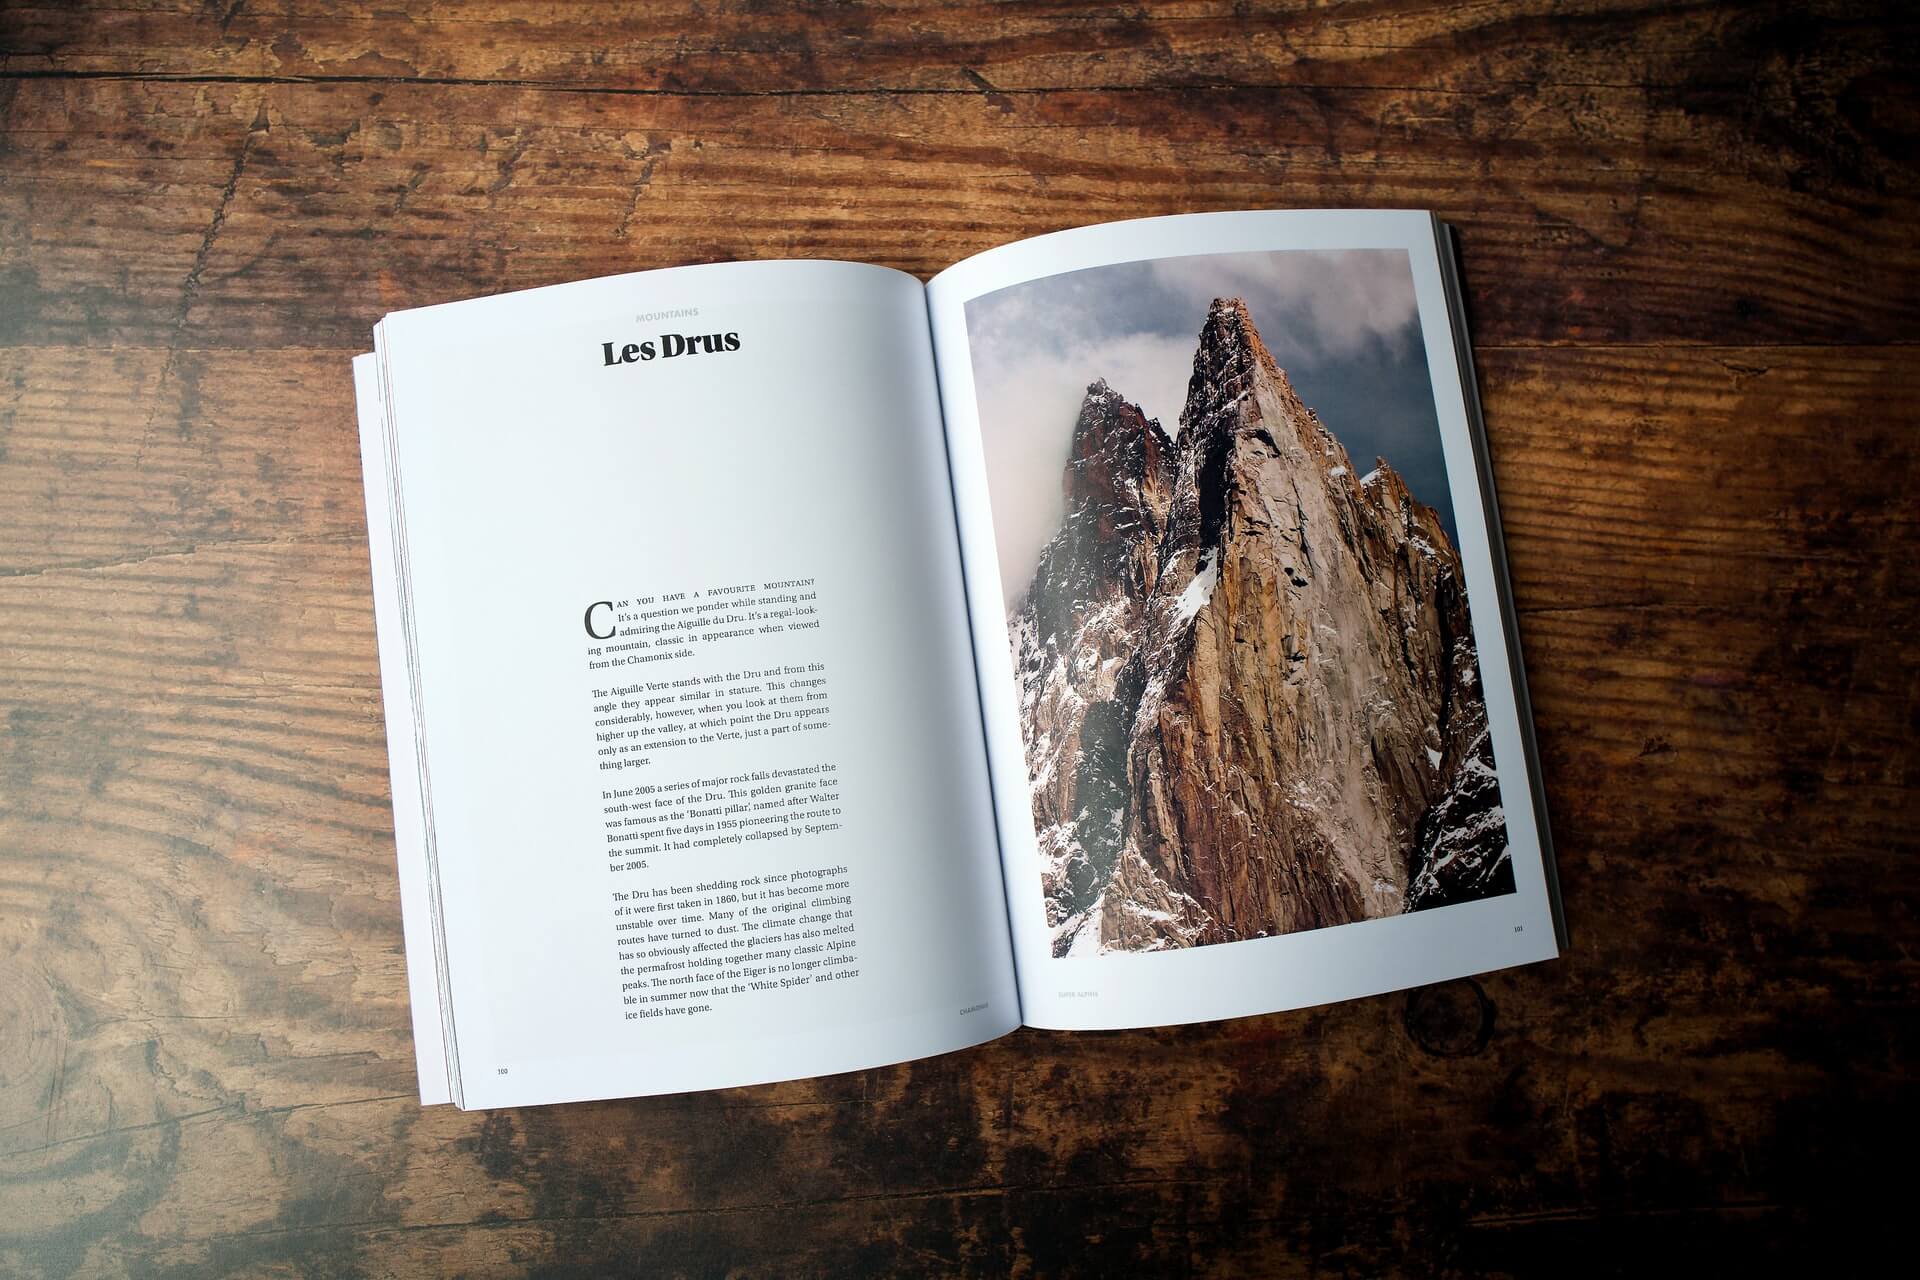 MOUNTAINS
Les Drus
CAN YOU HAVE A FAVOURITE MOUNTAIN?
It's a question we ponder while standing and
admiring the Aiguille du Dru. It's a regal-look-
ing mountain, classic in appearance when viewed
from the Chamonix side.
The Aiguille Verte stands with the Dru and from this
angle they appear similar in stature. This changes
considerably, however, when you look at them from
higher up the valley, at which point the Dru appears
only as an extension to the Verte, just a part of some-
thing larger.
In June 2005 a series of major rock falls devastated the
south-west face of the Dru. This golden granite face
was famous as the 'Bonatti pillar', named after Walter
Bonatti spent five days in 1955 pioneering the route to
the summit. It had completely collapsed by Septem-
ber 2005.
The Dru has been shedding rock since photographs
of it were first taken in 1860, but it has become more
unstable over time. Many of the original climbing
routes have turned to dust. The climate change that
has so obviously affected the glaciers has also melted
the permafrost holding together many classic Alpine
peaks. The north face of the Eiger is no longer climba-
ble in summer now that the 'White Spider' and other
ice fields have gone.
100
CHAMONIX
SUPER ALPINE
101